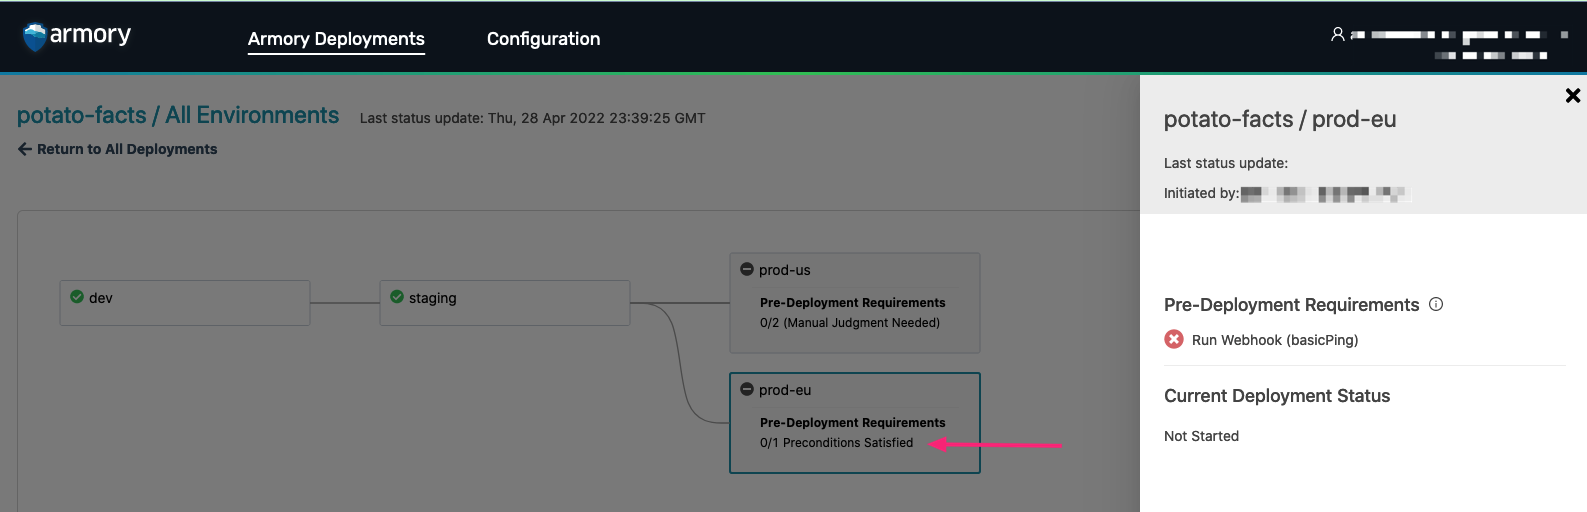 armory
Armory Deployments
Configuration
potato-facts / All Environments
Last status update: Thu, 28 Apr 2022 23:39:25 GMT
Return to All Deployments
dev
staging
prod-us
Pre-Deployment Requirements
0/2 (Manual Judgment Needed)
prod-eu
Pre-Deployment Requirements
0/1 Preconditions Satisfied
potato-facts / prod-eu
Last status update:
Initiated by:
Pre-Deployment Requirements
Run Webhook (basicPing)
Current Deployment Status
Not Started